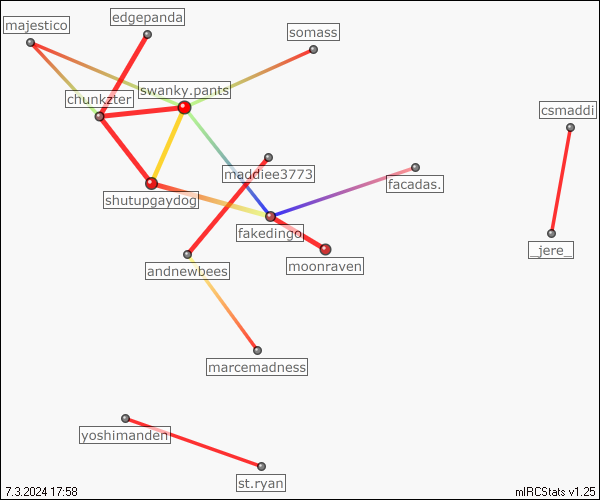 edgepanda
majestico
somass
swanky.pants
chunkzter
csmaddi
maddiee3773
facadas.
shutupgaydog
fakedingo
_jere_
moonraven
andnewbees
marcemadness
yoshimanden
st.ryan
7.3.2024 17:58
mIRCStats v1.25